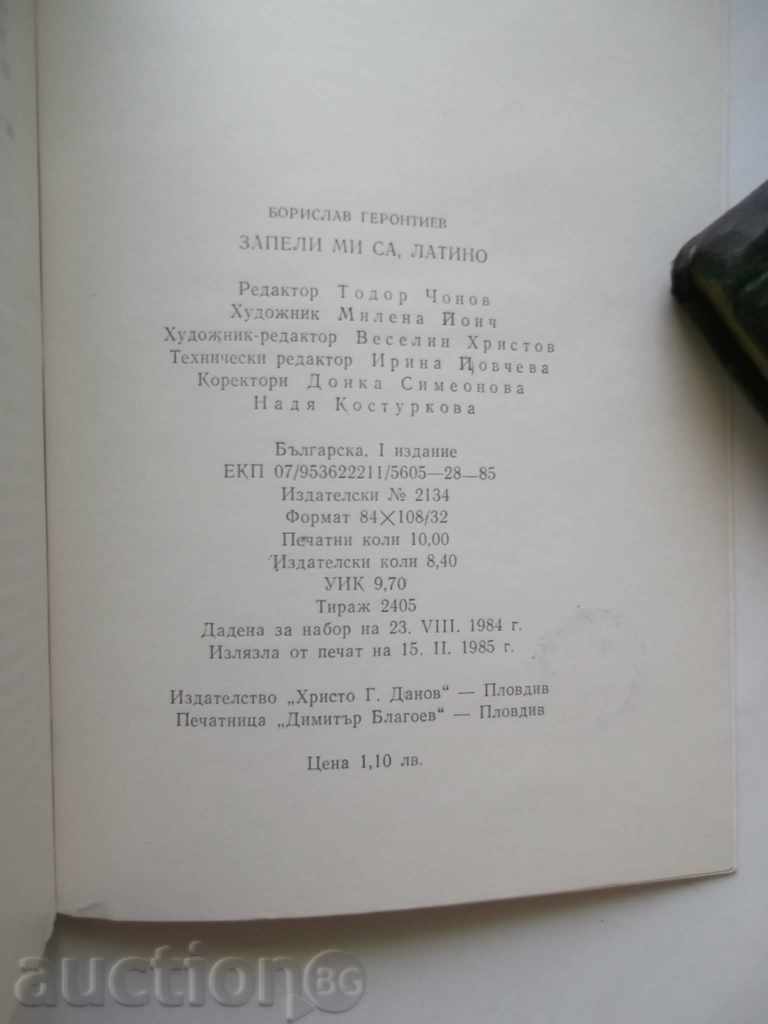 БОРИСЛАВ ГЕРОНТИЕВ
ЗАПЕЛИ МИ СА, ЛАТИНО
Редактор Тодор Чонов
Художник Милена Йоич
Художник-редактор Веселин Христов
Технически редактор Ирина Йовчева
Коректори Донка Симеонова
Надя Костуркова
Българска, I издание
ЕКП 07/953622211/5605—28—85
Издателски № 2134
Формат 84×108/32
Печатни коли 10,00
Издателски коли 8,40
УИК 9,70
Тираж 2405
Дадена за набор на 23. VIII. 1984 г.
Излязла от печат на 15. II. 1985 г.
Издателство „Христо Г. Данов“ — Пловдив
Печатница „Димитър Благоев“ — Пловдив
Цена 1,10 лв.
auctionBG